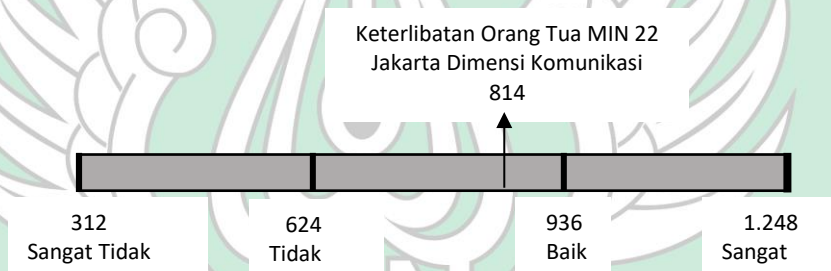 Keterlibatan Orang Tua MIN 22
Jakarta Dimensi Komunikasi
814
312
Sangat Tidak
624
Tidak
936
Baik
1.248
Sangat